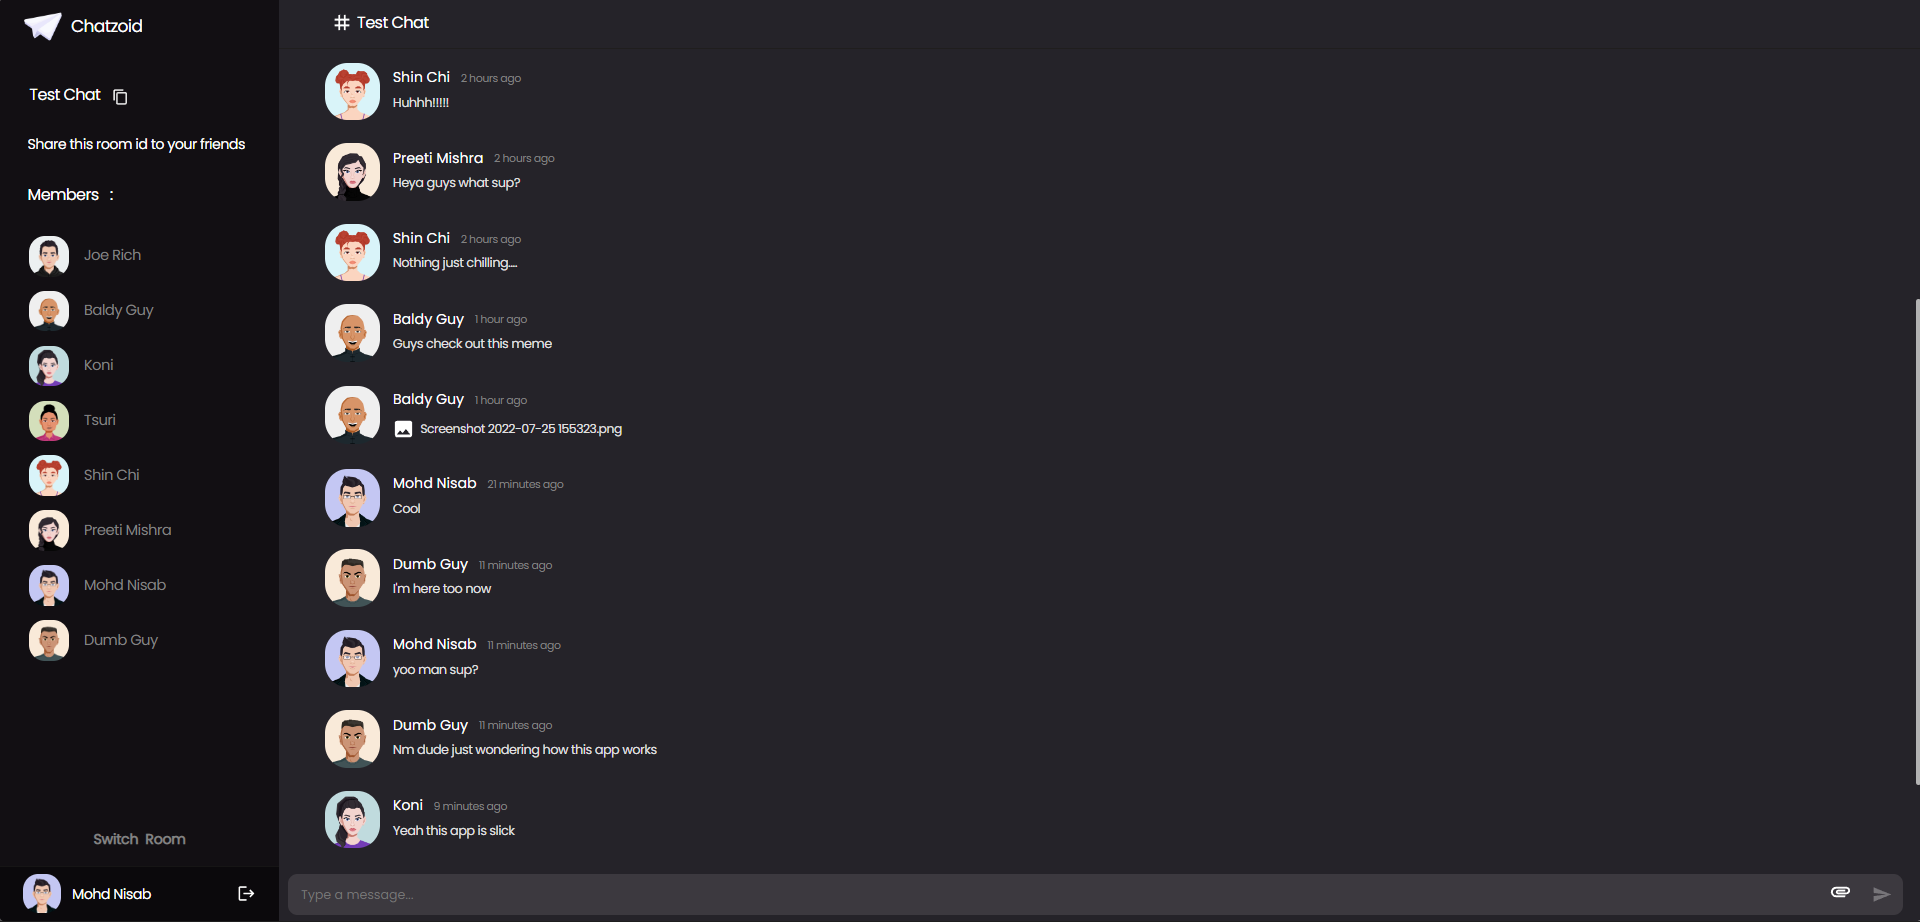 Chatzoid
Test Chat
Share this room id to your friends
Members :
Joe Rich
Baldy Guy
Koni
Tsuri
Shin Chi
Preeti Mishra
Mohd Nisab
Dumb Guy
Switch Room
Mohd Nisab
# Test Chat
Shin Chi 2 hours ago
Huhhh!!!!!
Preeti Mishra 2 hours ago
Heya guys what sup?
Shin Chi 2 hours ago
Nothing just chilling....
Baldy Guy 1 hour ago
Guys check out this meme
Baldy Guy 1 hour ago
Screenshot 2022-07-25 155323.png
Mohd Nisab 21 minutes ago
Cool
Dumb Guy 11 minutes ago
I'm here too now
Mohd Nisab 11 minutes ago
yoo man sup?
Dumb Guy 11 minutes ago
Nm dude just wondering how this app works
Koni 9 minutes ago
Yeah this app is slick
Type a message...